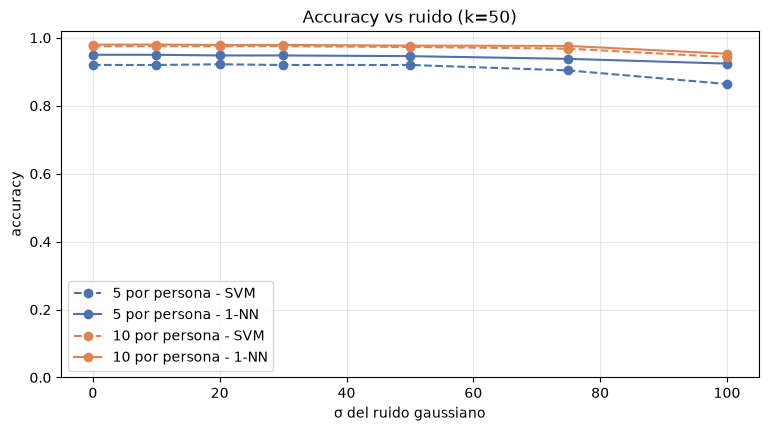 Accuracy vs ruido (k=50)
accuracy
1.0
0.8
0.6
0.4
0.2
0.0
5 por persona - SVM
5 por persona - 1-NN
10 por persona - SVM
10 por persona - 1-NN
0 20 40 60 80 100
σ del ruido gaussiano